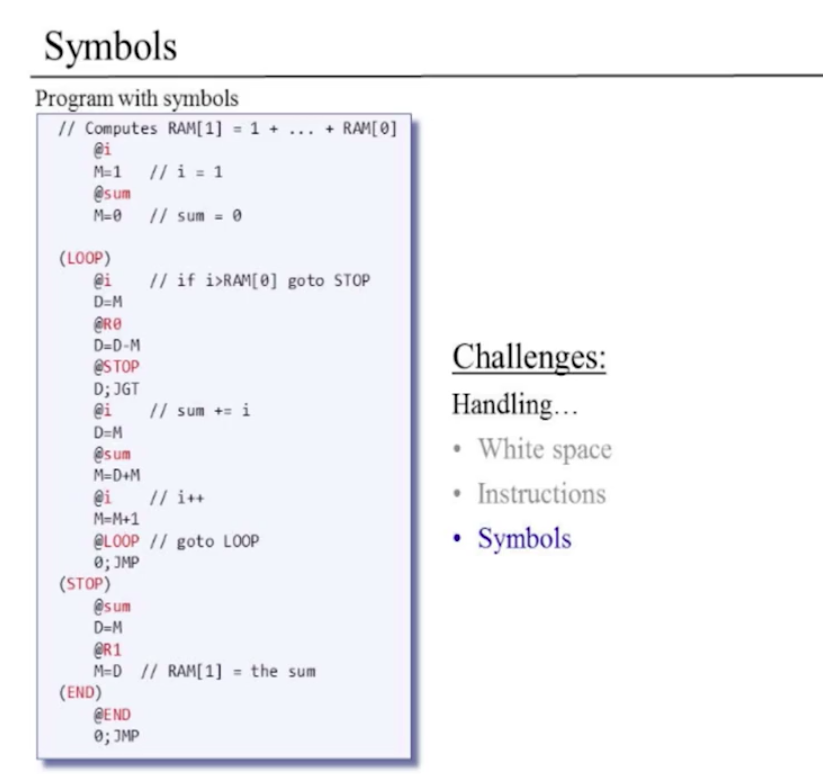 Symbols
Program with symbols
// Computes RAM[1] = 1 + ... + RAM[0]
@i
M=1 // i = 1
@sum
M=0 // sum = 0
(LOOP)
@i // if i>RAM[0] goto STOP
D=M
@R0
D=D-M
@STOP
D;JGT
@i // sum += i
D=M
@sum
M=D+M
@i // i++
M=M+1
@LOOP // goto LOOP
0;JMP
(STOP)
@sum
D=M
@R1
M=D // RAM[1] = the sum
(END)
@END
0;JMP
Challenges:
Handling…
• White space
• Instructions
• Symbols